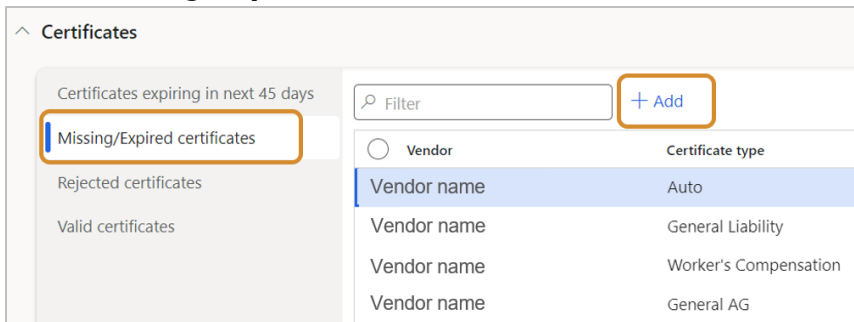 Certificates
Certificates expiring in next 45 days
Missing/Expired certificates
Rejected certificates
Valid certificates
Filter
+ Add
Vendor Certificate type
Vendor name Auto
Vendor name General Liability
Vendor name Worker's Compensation
Vendor name General AG